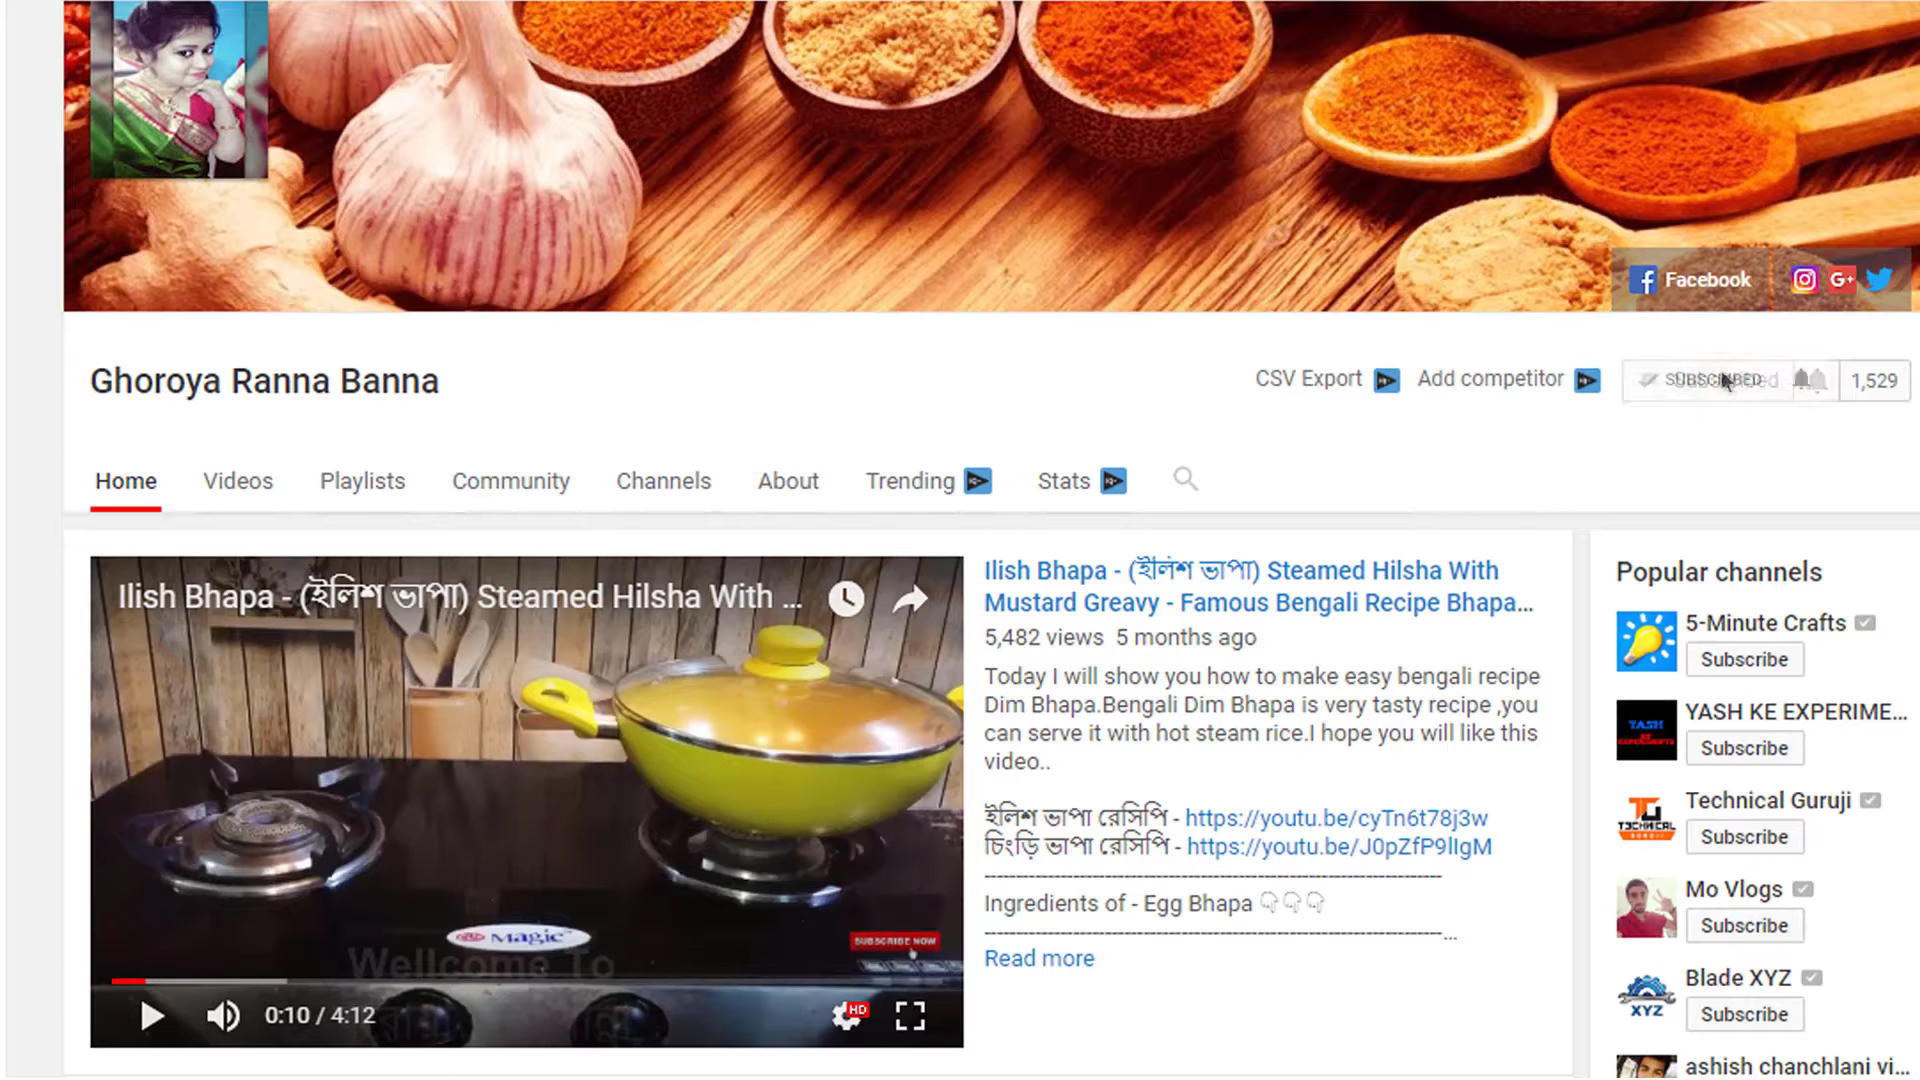 Facebook
G+
Ghoroya Ranna Banna
CSV Export
Add competitor
SUBSCRIBED
1,529
Home
Videos
Playlists
Community
Channels
About
Trending
Stats
Ilish Bhapa - (ইলিশ ভাপা) Steamed Hilsha With ...
Magic
SUBSCRIBE NOW
Wellcome To
0:10 / 4:12
HD
Ilish Bhapa - (ইলিশ ভাপা) Steamed Hilsha With
Mustard Greavy - Famous Bengali Recipe Bhapa...
5,482 views 5 months ago
Today I will show you how to make easy bengali recipe
Dim Bhapa.Bengali Dim Bhapa is very tasty recipe ,you
can serve it with hot steam rice.I hope you will like this
video..
ইলিশ ভাপা রেসিপি - https://youtu.be/cyTn6t78j3w
চিংড়ি ভাপা রেসিপি - https://youtu.be/J0pZfP9lIgM
Ingredients of - Egg Bhapa 👇👇👇
...
Read more
Popular channels
5-Minute Crafts
Subscribe
YASH KE EXPERIME...
Subscribe
Technical Guruji
Subscribe
Mo Vlogs
Subscribe
Blade XYZ
XYZ
Subscribe
ashish chanchlani vi...